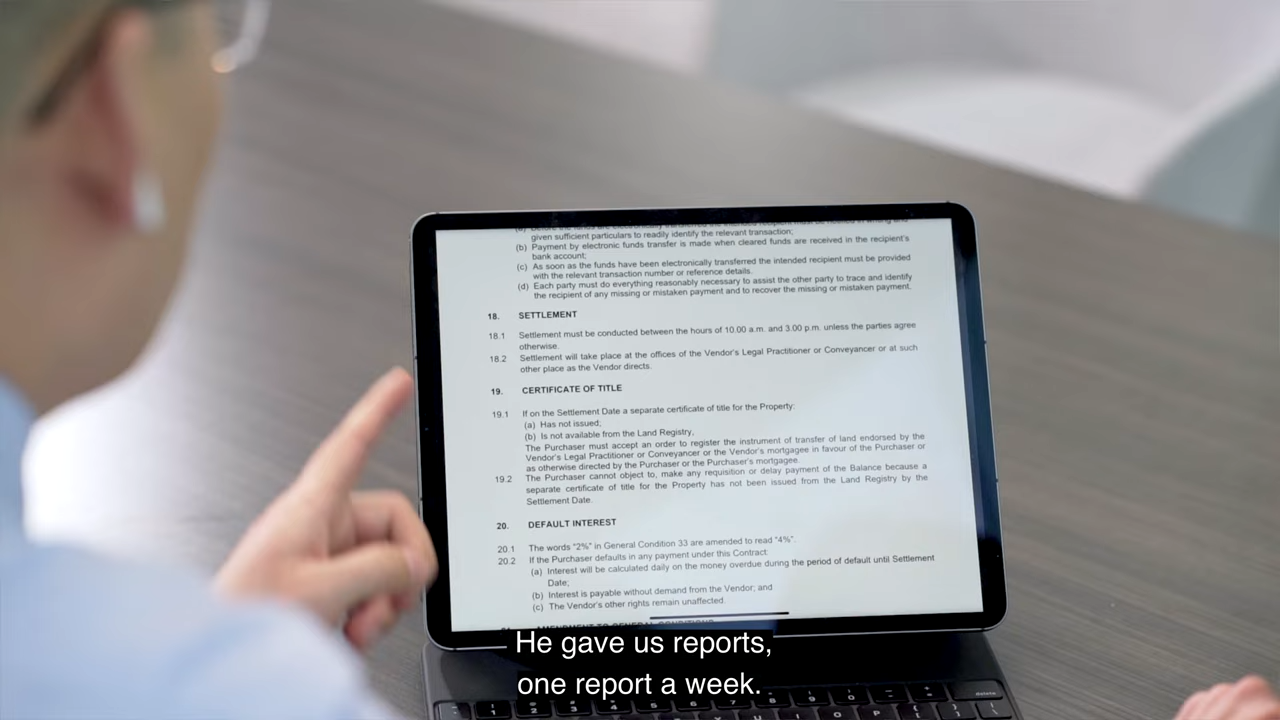 given sufficient particulars to readily identify the relevant transaction;
(b) Payment by electronic funds transfer is made when cleared funds are received in the recipient's
bank account;
(c) As soon as the funds have been electronically transferred the intended recipient must be provided
with the relevant transaction number or reference details.
(d) Each party must do everything reasonably necessary to assist the other party to trace and identify
the recipient of any missing or mistaken payment and to recover the missing or mistaken payment.
18. SETTLEMENT
18.1 Settlement must be conducted between the hours of 10.00 a.m. and 3.00 p.m. unless the parties agree
otherwise.
18.2 Settlement will take place at the offices of the Vendor's Legal Practitioner or Conveyancer or at such
other place as the Vendor directs.
19. CERTIFICATE OF TITLE
19.1 If on the Settlement Date a separate certificate of title for the Property:
(a) Has not issued;
(b) Is not available from the Land Registry,
The Purchaser must accept an order to register the instrument of transfer of land endorsed by the
Vendor's Legal Practitioner or Conveyancer or the Vendor's mortgagee in favour of the Purchaser or
as otherwise directed by the Purchaser or the Purchaser's mortgagee.
19.2 The Purchaser cannot object to, make any requisition or delay payment of the Balance because a
separate certificate of title for the Property has not been issued from the Land Registry by the
Settlement Date.
20. DEFAULT INTEREST
20.1 The words "2%" in General Condition 33 are amended to read "4%".
20.2 If the Purchaser defaults in any payment under this Contract:
(a) Interest will be calculated daily on the money overdue during the period of default until Settlement
Date;
(b) Interest is payable without demand from the Vendor; and
(c) The Vendor's other rights remain unaffected.
He gave us reports,
one report a week.
delete